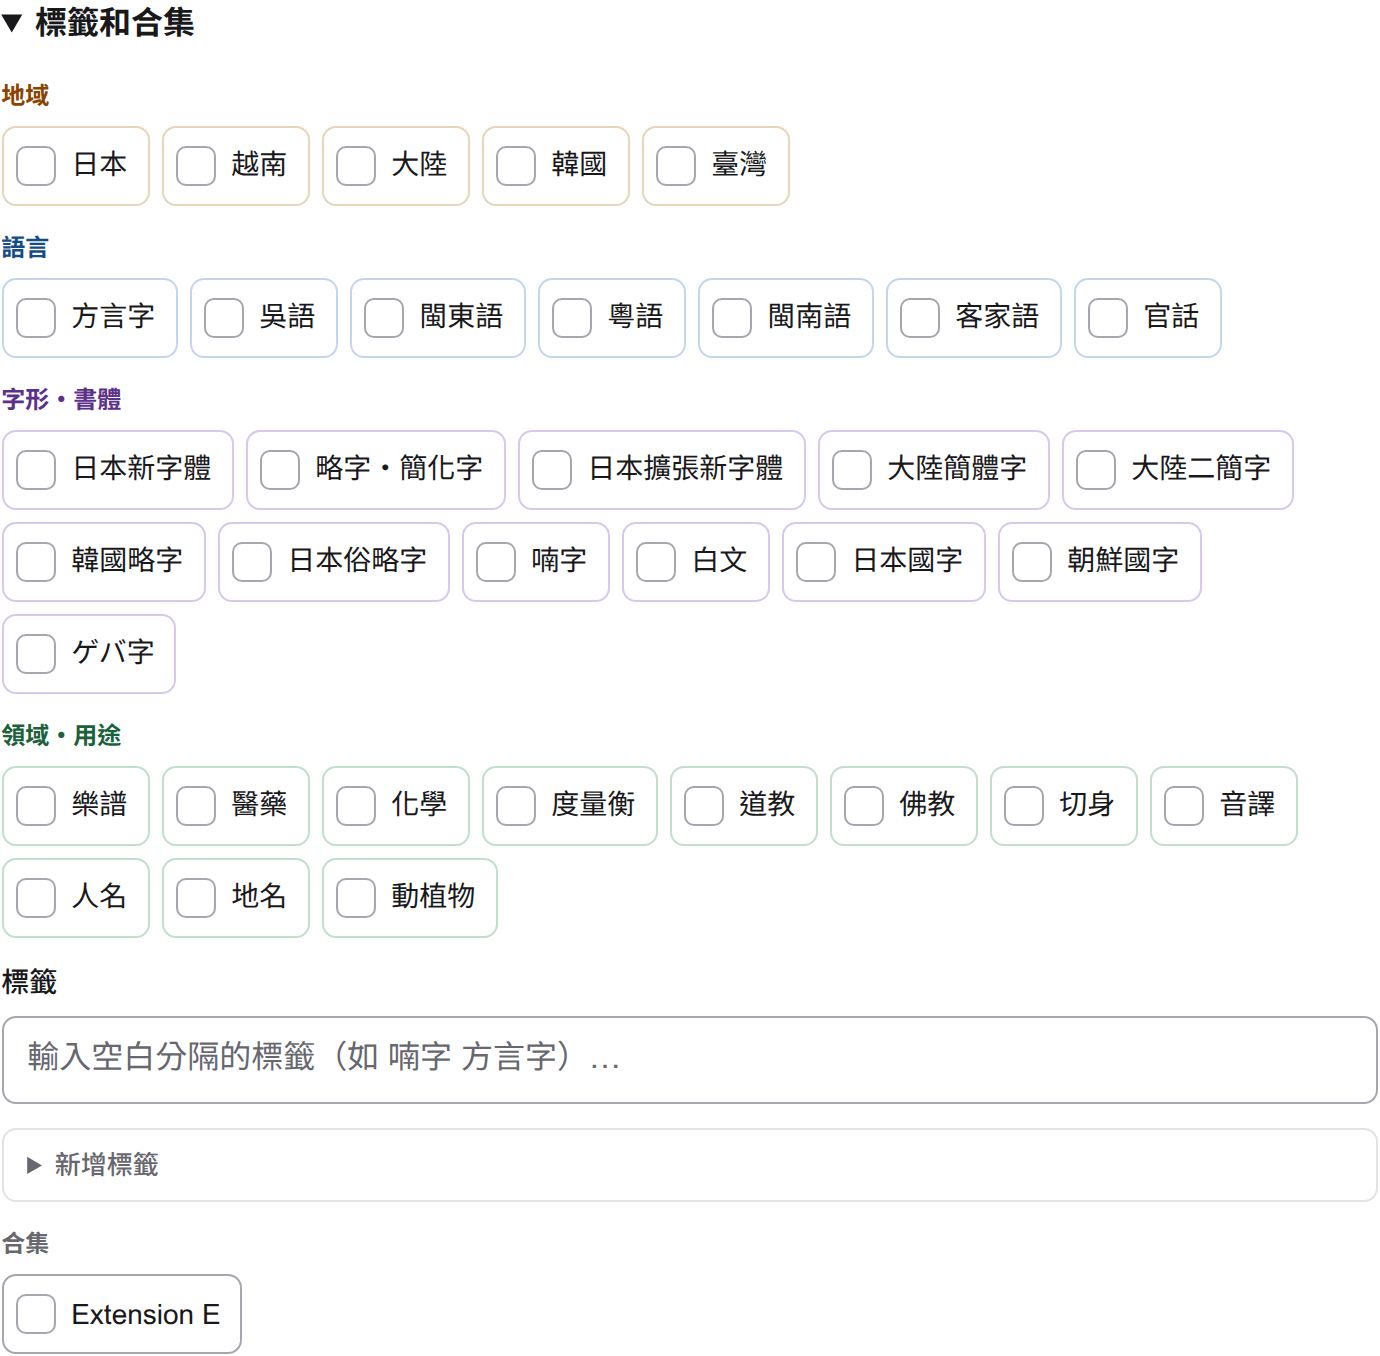 ▼ 標籤和合集
地域
日本 越南 大陸 韓國 臺灣
語言
方言字 吳語 閩東語 粵語 閩南語 客家語 官話
字形・書體
日本新字體 略字・簡化字 日本擴張新字體 大陸簡體字 大陸二簡字
韓國略字 日本俗略字 喃字 白文 日本國字 朝鮮國字
ゲバ字
領域・用途
樂譜 醫藥 化學 度量衡 道教 佛教 切身 音譯
人名 地名 動植物
標籤
輸入空白分隔的標籤（如 喃字 方言字）…
▶ 新增標籤
合集
Extension E